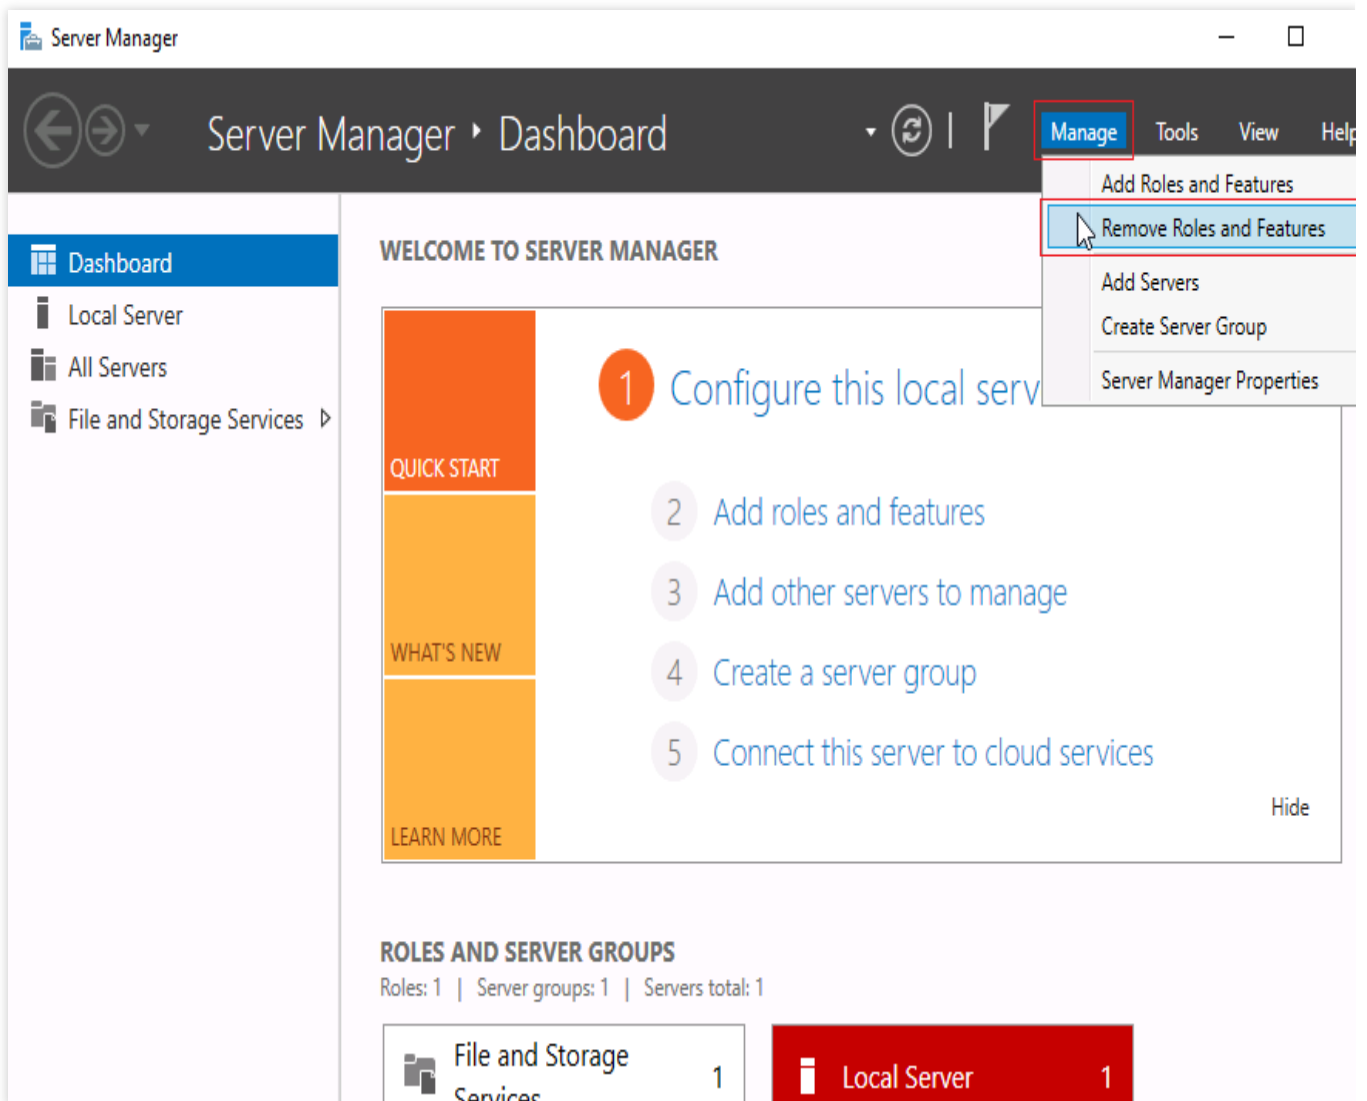 Server Manager
Server Manager ‣ Dashboard
Manage
Tools
View
Help
Add Roles and Features
Remove Roles and Features
Add Servers
Create Server Group
Server Manager Properties
Dashboard
Local Server
All Servers
File and Storage Services
WELCOME TO SERVER MANAGER
QUICK START
WHAT'S NEW
LEARN MORE
1 Configure this local serv
2 Add roles and features
3 Add other servers to manage
4 Create a server group
5 Connect this server to cloud services
Hide
ROLES AND SERVER GROUPS
Roles: 1 | Server groups: 1 | Servers total: 1
File and Storage
Services
1
Local Server
1